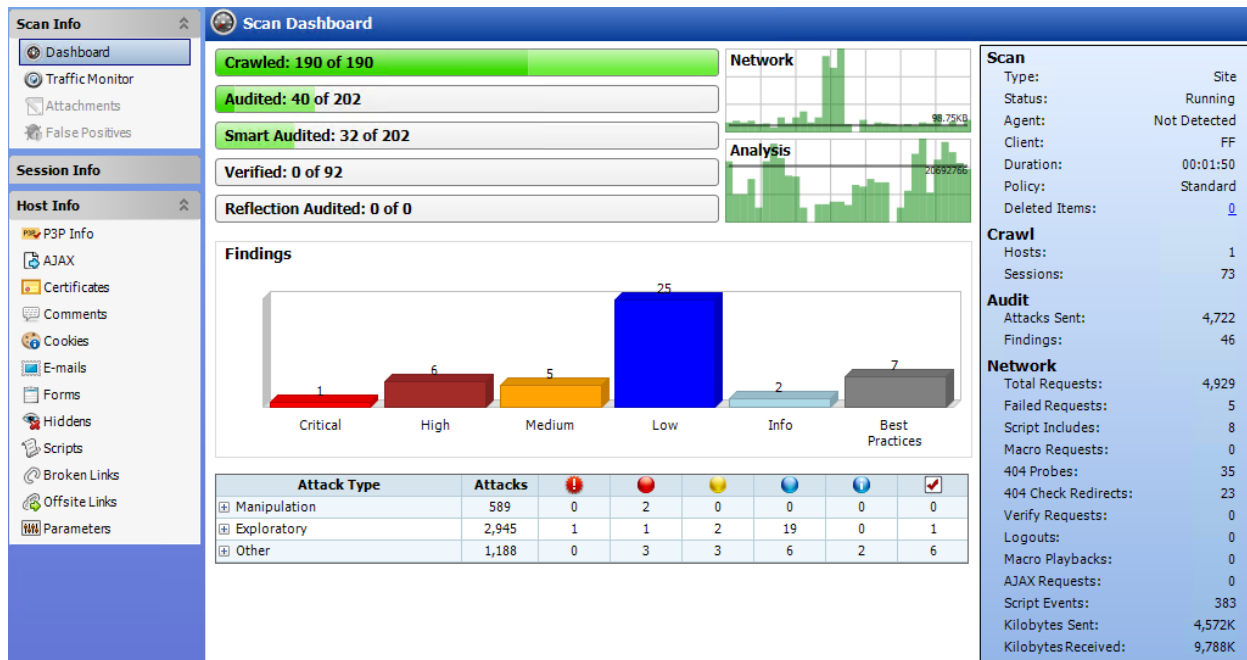 Scan Info
Dashboard
Traffic Monitor
Attachments
False Positives
Session Info
Host Info
P3P Info
AJAX
Certificates
Comments
Cookies
E-mails
Forms
Hiddens
Scripts
Broken Links
Offsite Links
Parameters
Scan Dashboard
Crawled: 190 of 190
Audited: 40 of 202
Smart Audited: 32 of 202
Verified: 0 of 92
Reflection Audited: 0 of 0
Network
98.75KB
Analysis
20692766
Findings
1 6 5 25 2 7
Critical High Medium Low Info Best Practices
Attack Type Attacks
Manipulation 589 0 2 0 0 0 0
Exploratory 2,945 1 1 2 19 0 1
Other 1,188 0 3 3 6 2 6
Scan
Type: Site
Status: Running
Agent: Not Detected
Client: FF
Duration: 00:01:50
Policy: Standard
Deleted Items: 0
Crawl
Hosts: 1
Sessions: 73
Audit
Attacks Sent: 4,722
Findings: 46
Network
Total Requests: 4,929
Failed Requests: 5
Script Includes: 8
Macro Requests: 0
404 Probes: 35
404 Check Redirects: 23
Verify Requests: 0
Logouts: 0
Macro Playbacks: 0
AJAX Requests: 0
Script Events: 383
Kilobytes Sent: 4,572K
Kilobytes Received: 9,788K